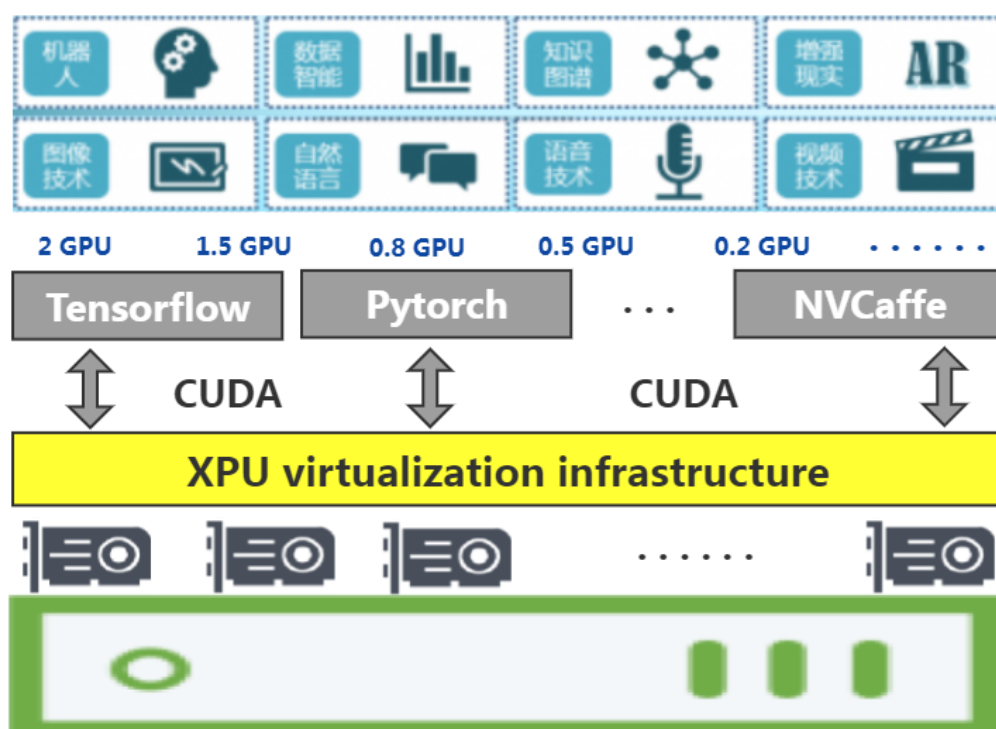 机器
人
数据
智能
知识
图谱
增强
现实
AR
图像
技术
自然
语言
语音
技术
视频
技术
2 GPU 1.5 GPU 0.8 GPU 0.5 GPU 0.2 GPU ······
Tensorflow Pytorch ... NVCaffe
CUDA CUDA
XPU virtualization infrastructure
······